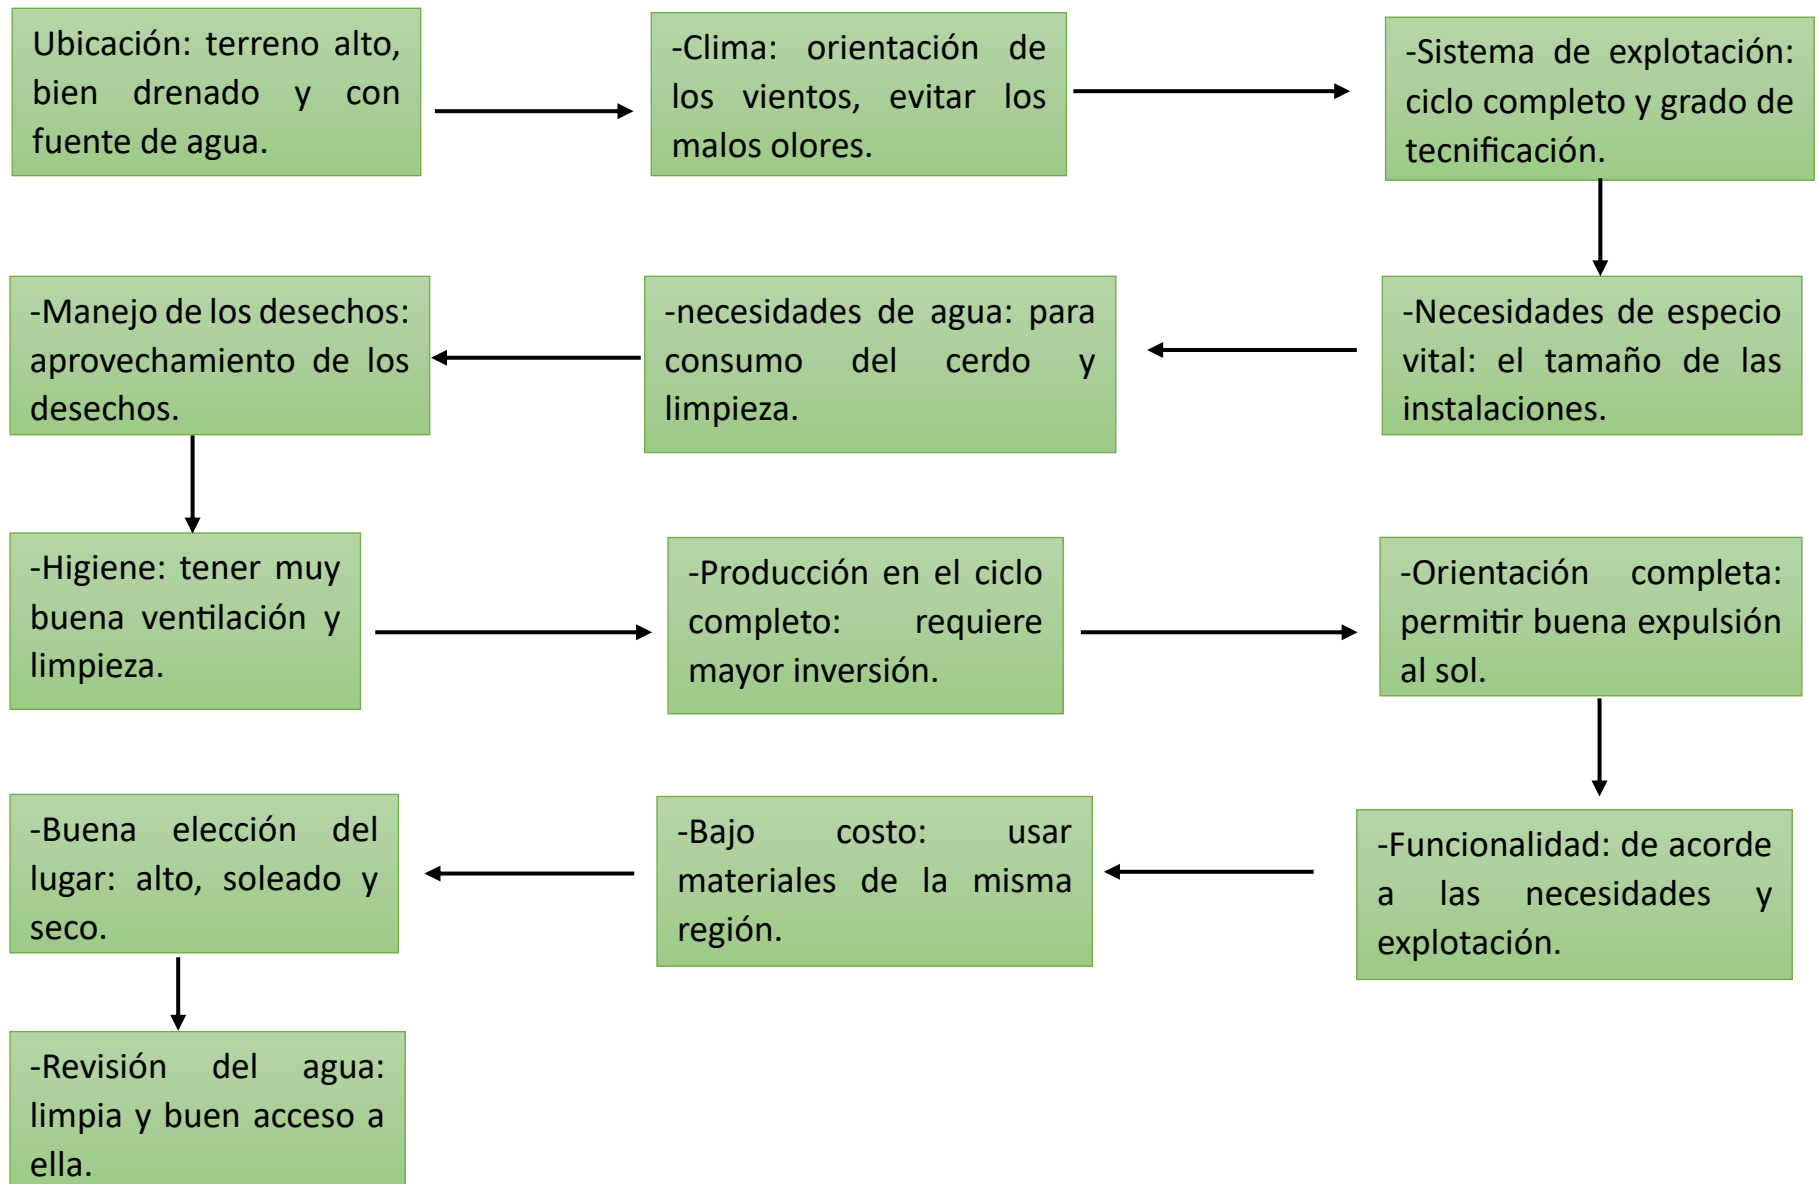 Ubicación: terreno alto,
bien drenado y con
fuente de agua.
-Clima: orientación de
los vientos, evitar los
malos olores.
-Sistema de explotación:
ciclo completo y grado de
tecnificación.
-Necesidades de especio
vital: el tamaño de las
instalaciones.
-necesidades de agua: para
consumo del cerdo y
limpieza.
-Manejo de los desechos:
aprovechamiento de los
desechos.
-Higiene: tener muy
buena ventilación y
limpieza.
-Producción en el ciclo
completo: requiere
mayor inversión.
-Orientación completa:
permitir buena expulsión
al sol.
-Funcionalidad: de acorde
a las necesidades y
explotación.
-Bajo costo: usar
materiales de la misma
región.
-Buena elección del
lugar: alto, soleado y
seco.
-Revisión del agua:
limpia y buen acceso a
ella.